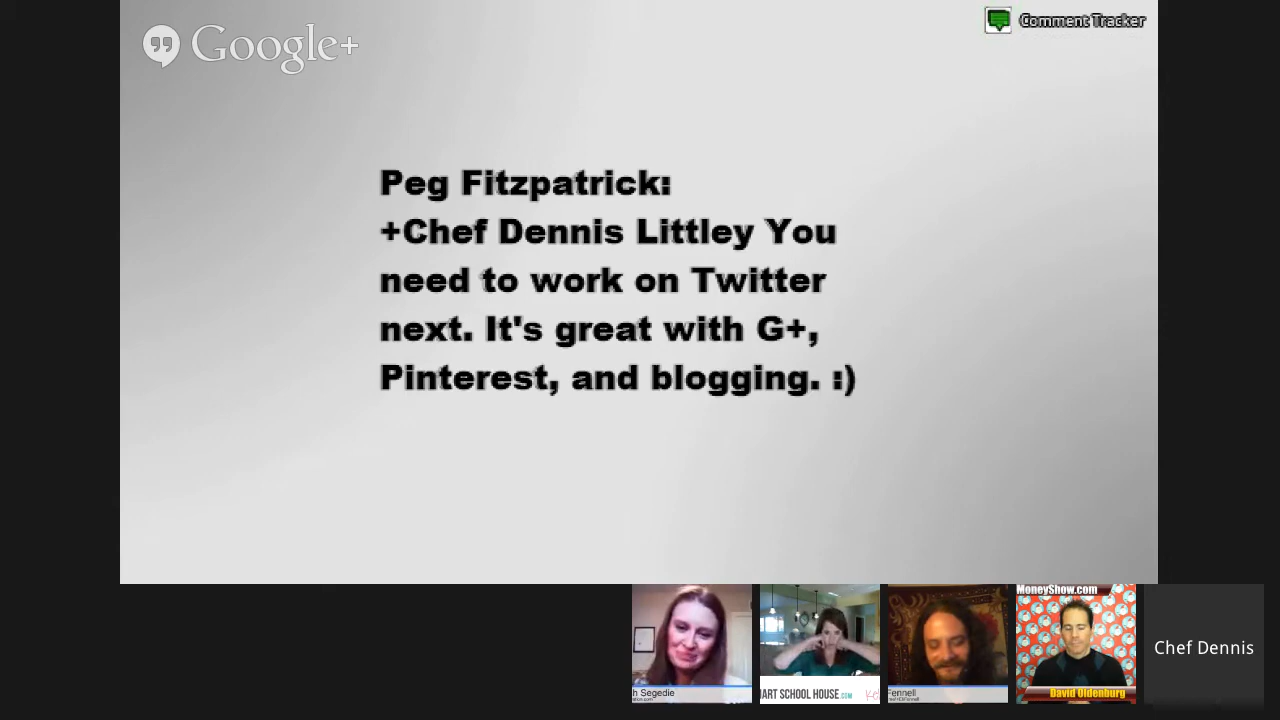 Google+
Comment Tracker
Peg Fitzpatrick:
+Chef Dennis Littley You
need to work on Twitter
next. It's great with G+,
Pinterest, and blogging. :)
h Segedie
MART SCHOOL HOUSE.COM
Fennell
MoneyShow.com
David Oldenburg
Chef Dennis